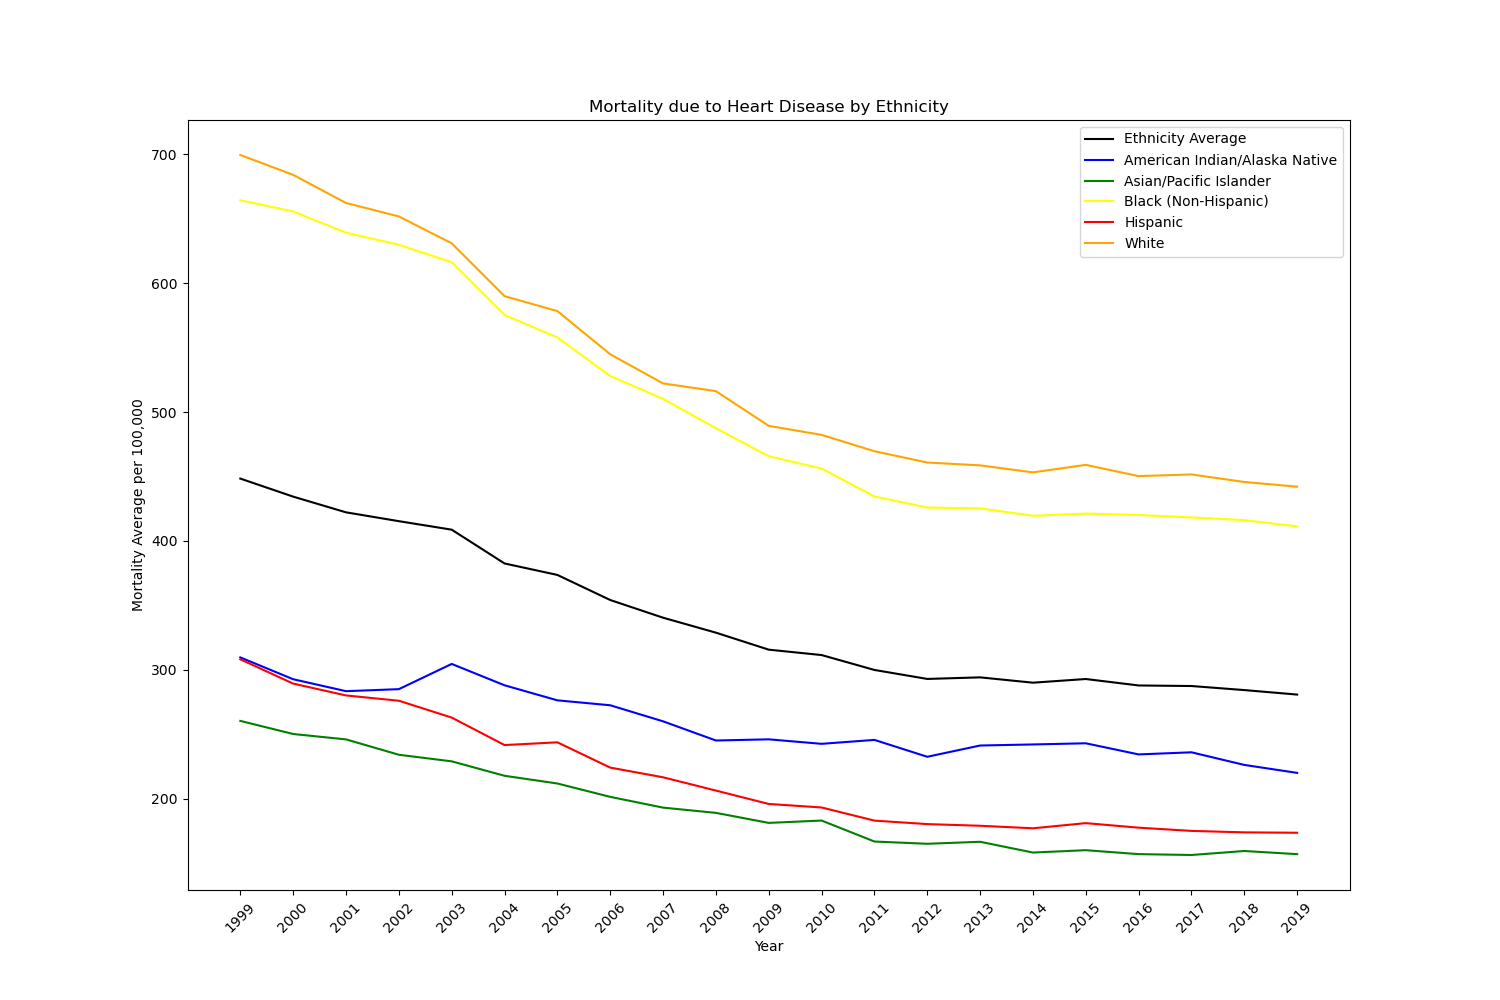 Mortality due to Heart Disease by Ethnicity
Ethnicity Average
American Indian/Alaska Native
Asian/Pacific Islander
Black (Non-Hispanic)
Hispanic
White
Mortality Average per 100,000
700
600
500
400
300
200
1999 2000 2001 2002 2003 2004 2005 2006 2007 2008 2009 2010 2011 2012 2013 2014 2015 2016 2017 2018 2019
Year